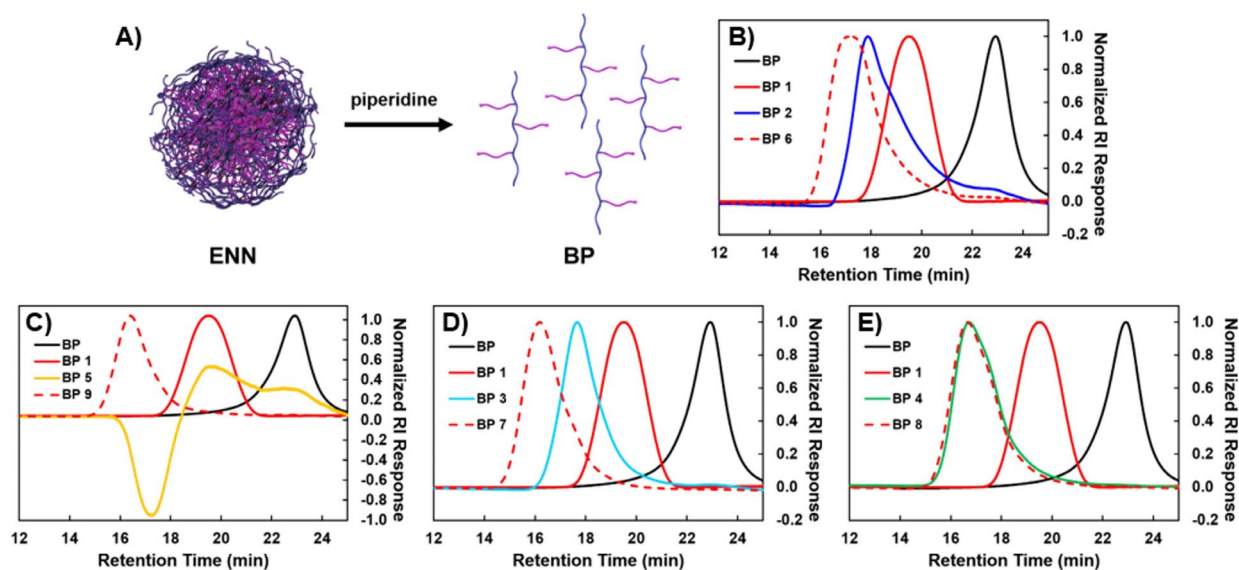 A)
piperidine
ENN
BP
B)
BP
BP 1
BP 2
BP 6
1.0
0.8
0.6
0.4
0.2
0.0
-0.2
Normalized RI Response
12 14 16 18 20 22 24
Retention Time (min)
C)
BP
BP 1
BP 5
BP 9
1.0
0.8
0.6
0.4
0.2
0.0
-0.2
-0.4
-0.6
-0.8
-1.0
Normalized RI Response
12 14 16 18 20 22 24
Retention Time (min)
D)
BP
BP 1
BP 3
BP 7
1.0
0.8
0.6
0.4
0.2
0.0
-0.2
Normalized RI Response
12 14 16 18 20 22 24
Retention Time (min)
E)
BP
BP 1
BP 4
BP 8
1.0
0.8
0.6
0.4
0.2
0.0
-0.2
Normalized RI Response
12 14 16 18 20 22 24
Retention Time (min)